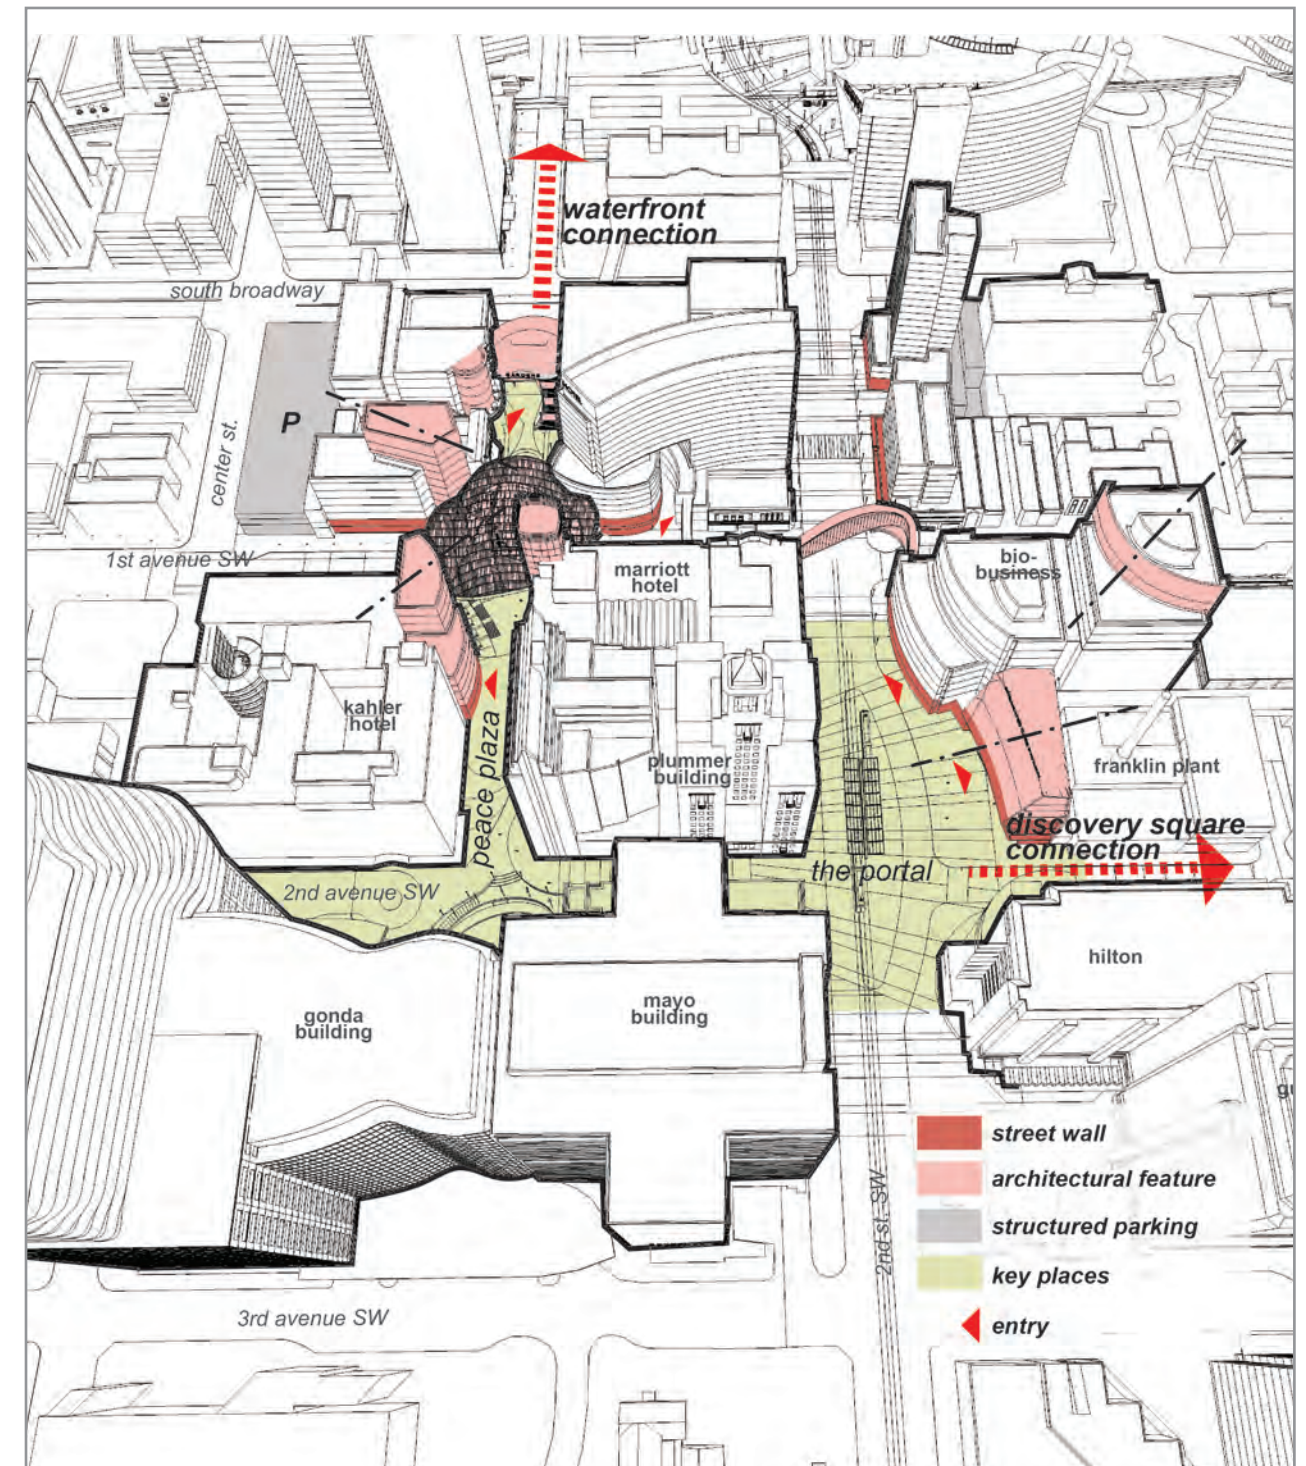 waterfront
connection
south broadway
P
center st.
1st avenue SW
marriott
hotel
bio-
business
kahler
hotel
peace plaza
plummer
building
franklin plant
discovery square
connection
the portal
2nd avenue SW
hilton
mayo
building
gonda
building
street wall
architectural feature
2nd st. SW
structured parking
key places
3rd avenue SW
entry